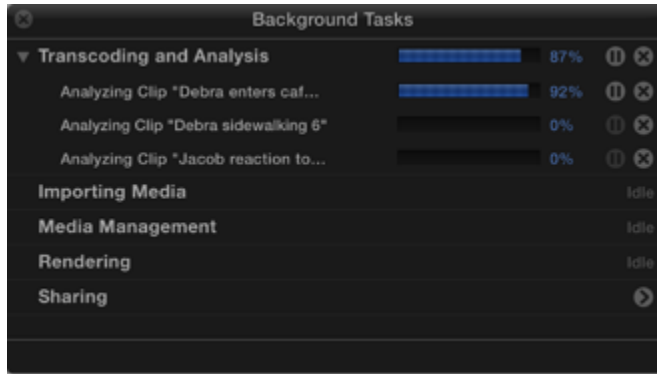 Background Tasks
Transcoding and Analysis 87%
Analyzing Clip "Debra enters caf... 92%
Analyzing Clip "Debra sidewalking 6" 0%
Analyzing Clip "Jacob reaction to... 0%
Importing Media Idle
Media Management Idle
Rendering Idle
Sharing